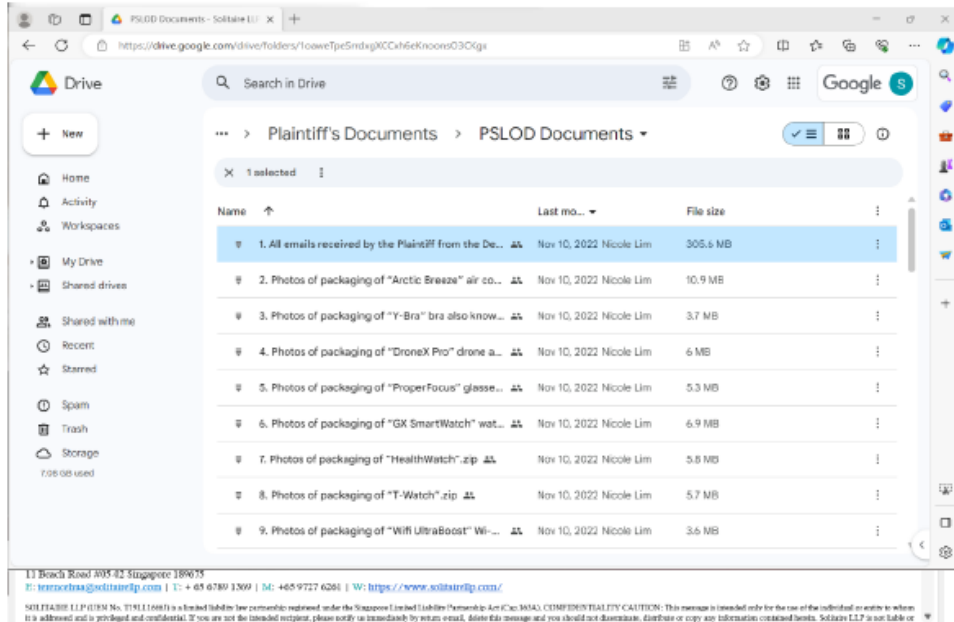 PSLOD Documents - Solitaire LL
https://drive.google.com/drive/folders/
Drive
Search in Drive
Google S
New
... > Plaintiff's Documents > PSLOD Documents
1 selected
Home
Activity
Workspaces
My Drive
Shared drives
Shared with me
Recent
Starred
Spam
Trash
Storage
7.98 GB used
Name
Last mo...
File size
1. All emails received by the Plaintiff from the De... Nov 10, 2022 Nicole Lim 305.6 MB
2. Photos of packaging of "Arctic Breeze" air co... Nov 10, 2022 Nicole Lim 10.9 MB
3. Photos of packaging of "Y-Bra" bra also know... Nov 10, 2022 Nicole Lim 3.7 MB
4. Photos of packaging of "DroneX Pro" drone a... Nov 10, 2022 Nicole Lim 6 MB
5. Photos of packaging of "ProperFocus" glasse... Nov 10, 2022 Nicole Lim 5.3 MB
6. Photos of packaging of "GX SmartWatch" wat... Nov 10, 2022 Nicole Lim 6.9 MB
7. Photos of packaging of "HealthWatch".zip Nov 10, 2022 Nicole Lim 5.8 MB
8. Photos of packaging of "T-Watch".zip Nov 10, 2022 Nicole Lim 5.7 MB
9. Photos of packaging of "Wifi UltraBoost" Wi-... Nov 10, 2022 Nicole Lim 3.6 MB
11 Beach Road #05-02 Singapore 189675
E: | T: + 65 6789 1369 | M: +65 9727 6261 | W: https://www.solitairellp.com/
SOLITAIRE LLP (UEN No. ) is a limited liability law partnership registered under the Singapore Limited Liability Partnership Act (Cap.163A). CONFIDENTIALITY CAUTION: This message is intended only for the use of the individual or entity to whom
it is addressed and is privileged and confidential. If you are not the intended recipient, please notify us immediately by return e-mail, delete this message and you should not disseminate, distribute or copy any information contained herein. Solitaire LLP is not liable or